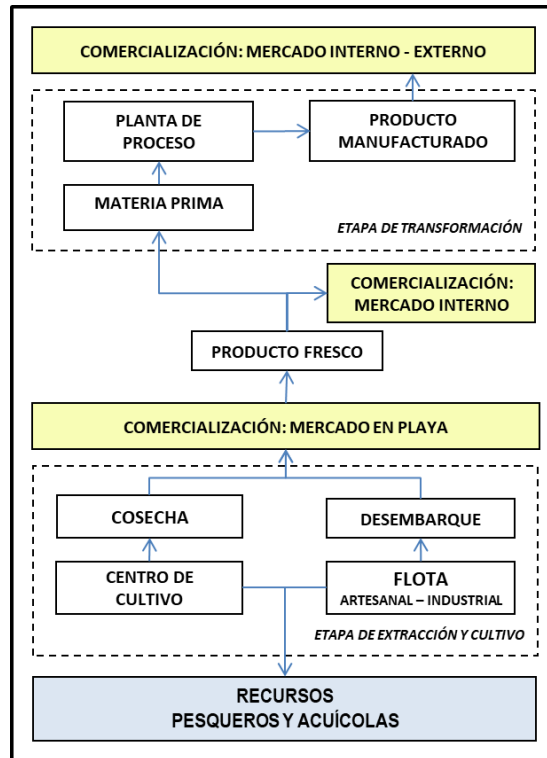 COMERCIALIZACIÓN: MERCADO INTERNO - EXTERNO
PLANTA DE
PROCESO
PRODUCTO
MANUFACTURADO
MATERIA PRIMA
ETAPA DE TRANSFORMACIÓN
COMERCIALIZACIÓN:
MERCADO INTERNO
PRODUCTO FRESCO
COMERCIALIZACIÓN: MERCADO EN PLAYA
COSECHA
DESEMBARQUE
CENTRO DE
CULTIVO
FLOTA
ARTESANAL – INDUSTRIAL
ETAPA DE EXTRACCIÓN Y CULTIVO
RECURSOS
PESQUEROS Y ACUÍCOLAS